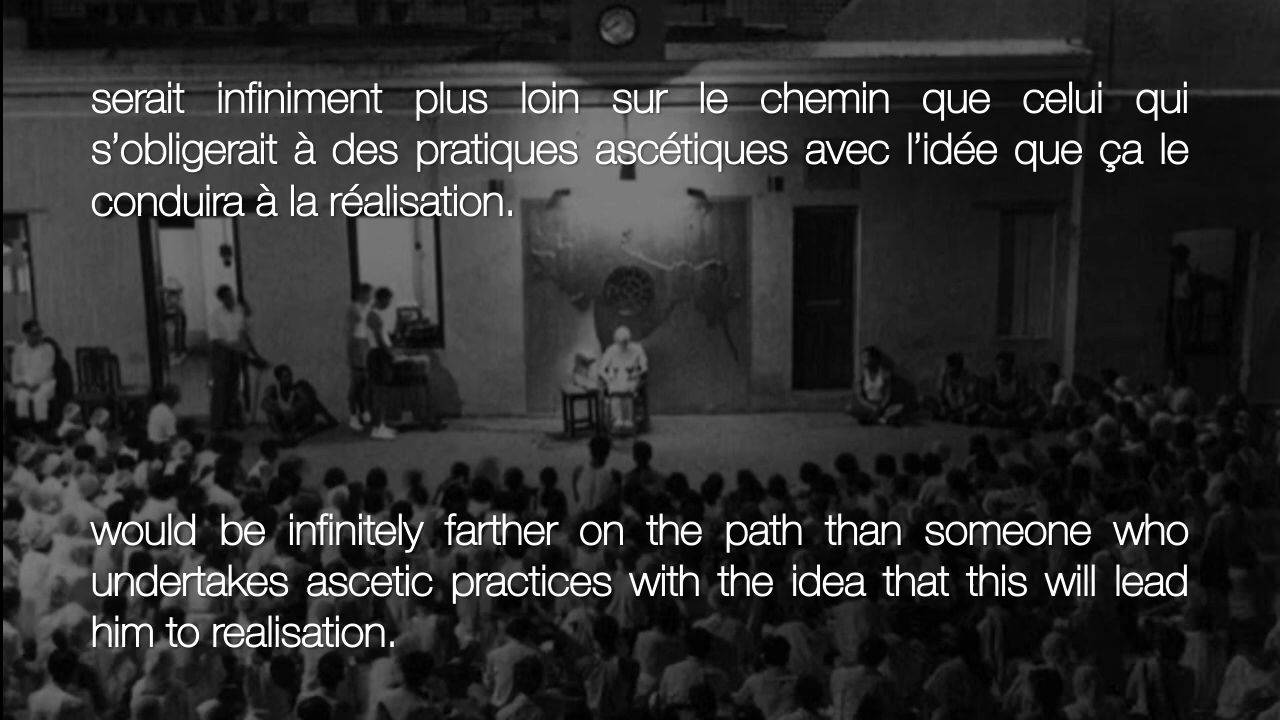 serait infiniment plus loin sur le chemin que celui qui
s’obligerait à des pratiques ascétiques avec l’idée que ça le
conduira à la réalisation.
would be infinitely farther on the path than someone who
undertakes ascetic practices with the idea that this will lead
him to realisation.